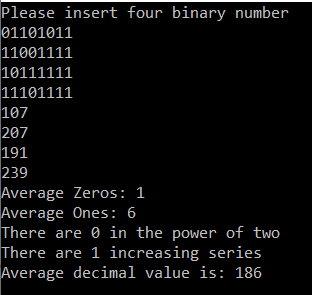 Please insert four binary number
01101011
11001111
10111111
11101111
107
207
191
239
Average Zeros: 1
Average Ones: 6
There are 0 in the power of two
There are 1 increasing series
Average decimal value is: 186